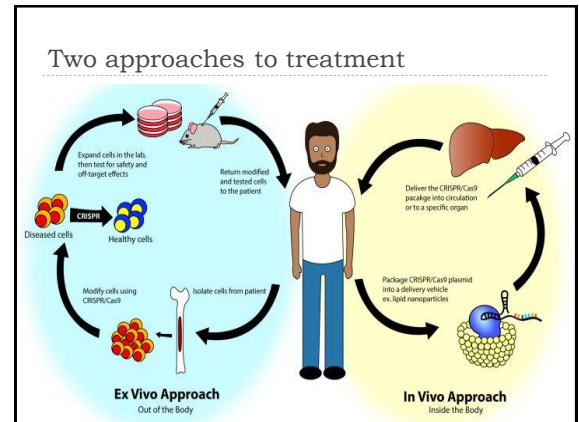 Two approaches to treatment
Expand cells in the lab,
then test for safety and
off-target effects
Return modified
and tested cells
to the patient
CRISPR
Diseased cells
Healthy cells
Modify cells using
CRISPR/Cas9
Isolate cells from patient
Ex Vivo Approach
Out of the Body
Deliver the CRISPR/Cas9
pacakge into circulation
or to a specific organ
Package CRISPR/Cas9 plasmid
into a delivery vehicle
ex. lipid nanoparticles
In Vivo Approach
Inside the Body